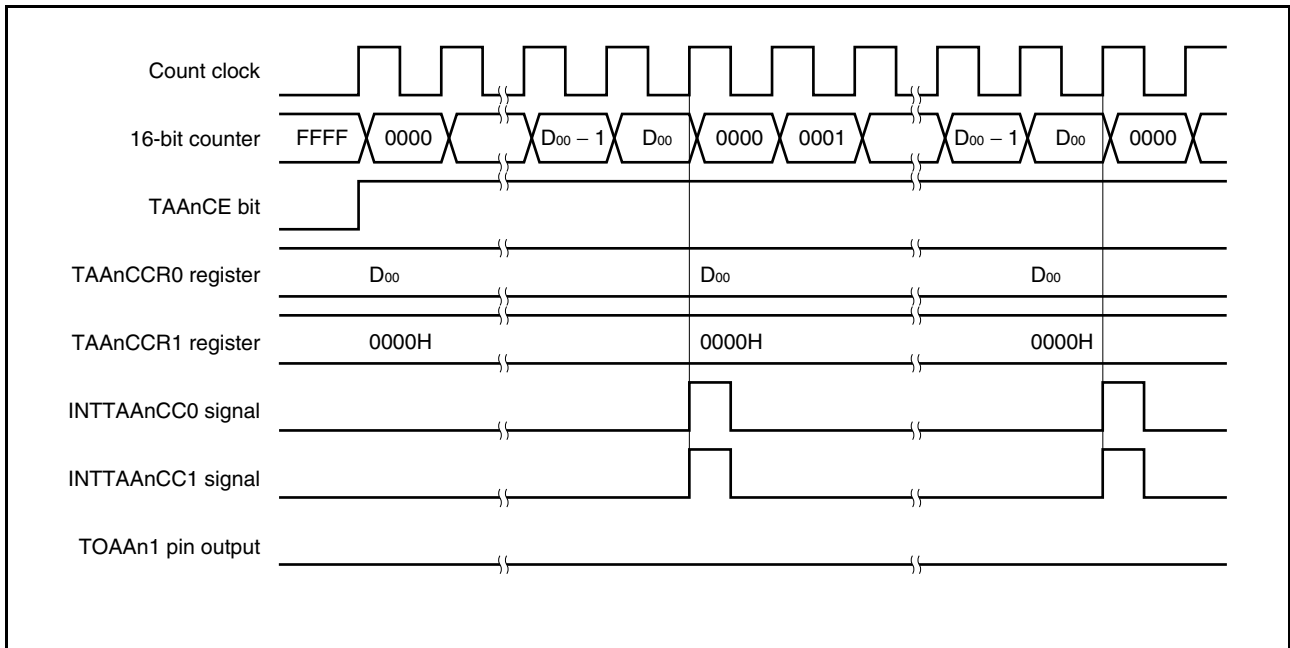 Count clock
16-bit counter FFFF 0000 D00 − 1 D00 0000 0001 D00 − 1 D00 0000
TAAnCE bit
TAAnCCR0 register D00 D00 D00
TAAnCCR1 register 0000H 0000H 0000H
INTTAAnCC0 signal
INTTAAnCC1 signal
TOAAn1 pin output